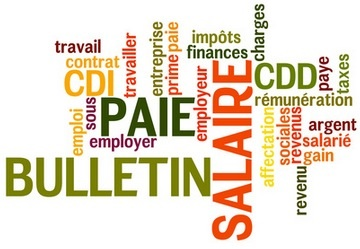 travail
contrat
CDI
travailler
entreprise
prime
paie
impôts
finances
charges
CDD
paye
taxes
rémunération
emploi
sous
PAIE
employeur
employer
SALAIRE
affectation
sociales
revenus
argent
salarié
gain
revenu
BULLETIN